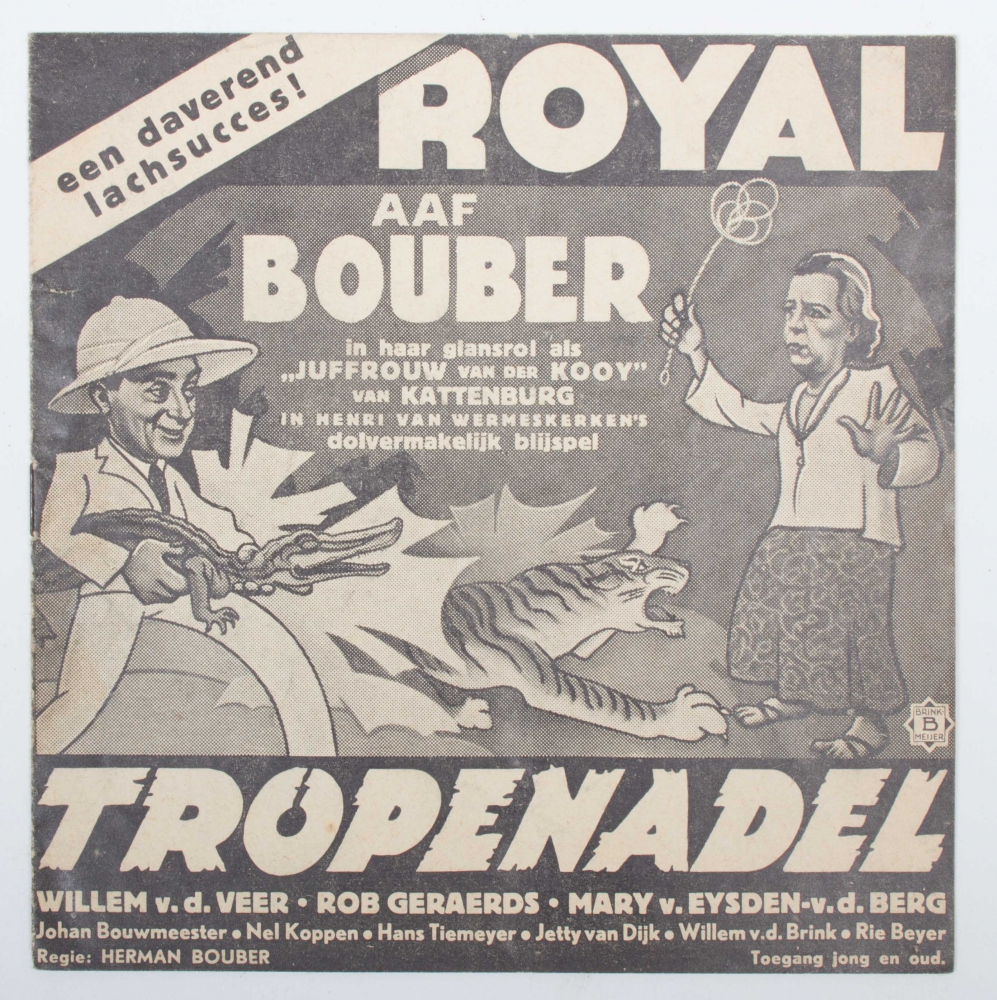 een daverend
lachsucces!
ROYAL
AAF
BOUBER
in haar glansrol als
„JUFFROUW VAN DER KOOY”
VAN KATTENBURG
IN HENRI VAN WERMESKERKEN'S
dolvermakelijk blijspel
BRINK-
B
MEIJER
TROPENADEL
WILLEM v. d. VEER • ROB GERAERDS • MARY v. EYSDEN-v. d. BERG
Johan Bouwmeester • Nel Koppen • Hans Tiemeyer • Jetty van Dijk • Willem v.d. Brink • Rie Beyer
Regie: HERMAN BOUBER Toegang jong en oud.